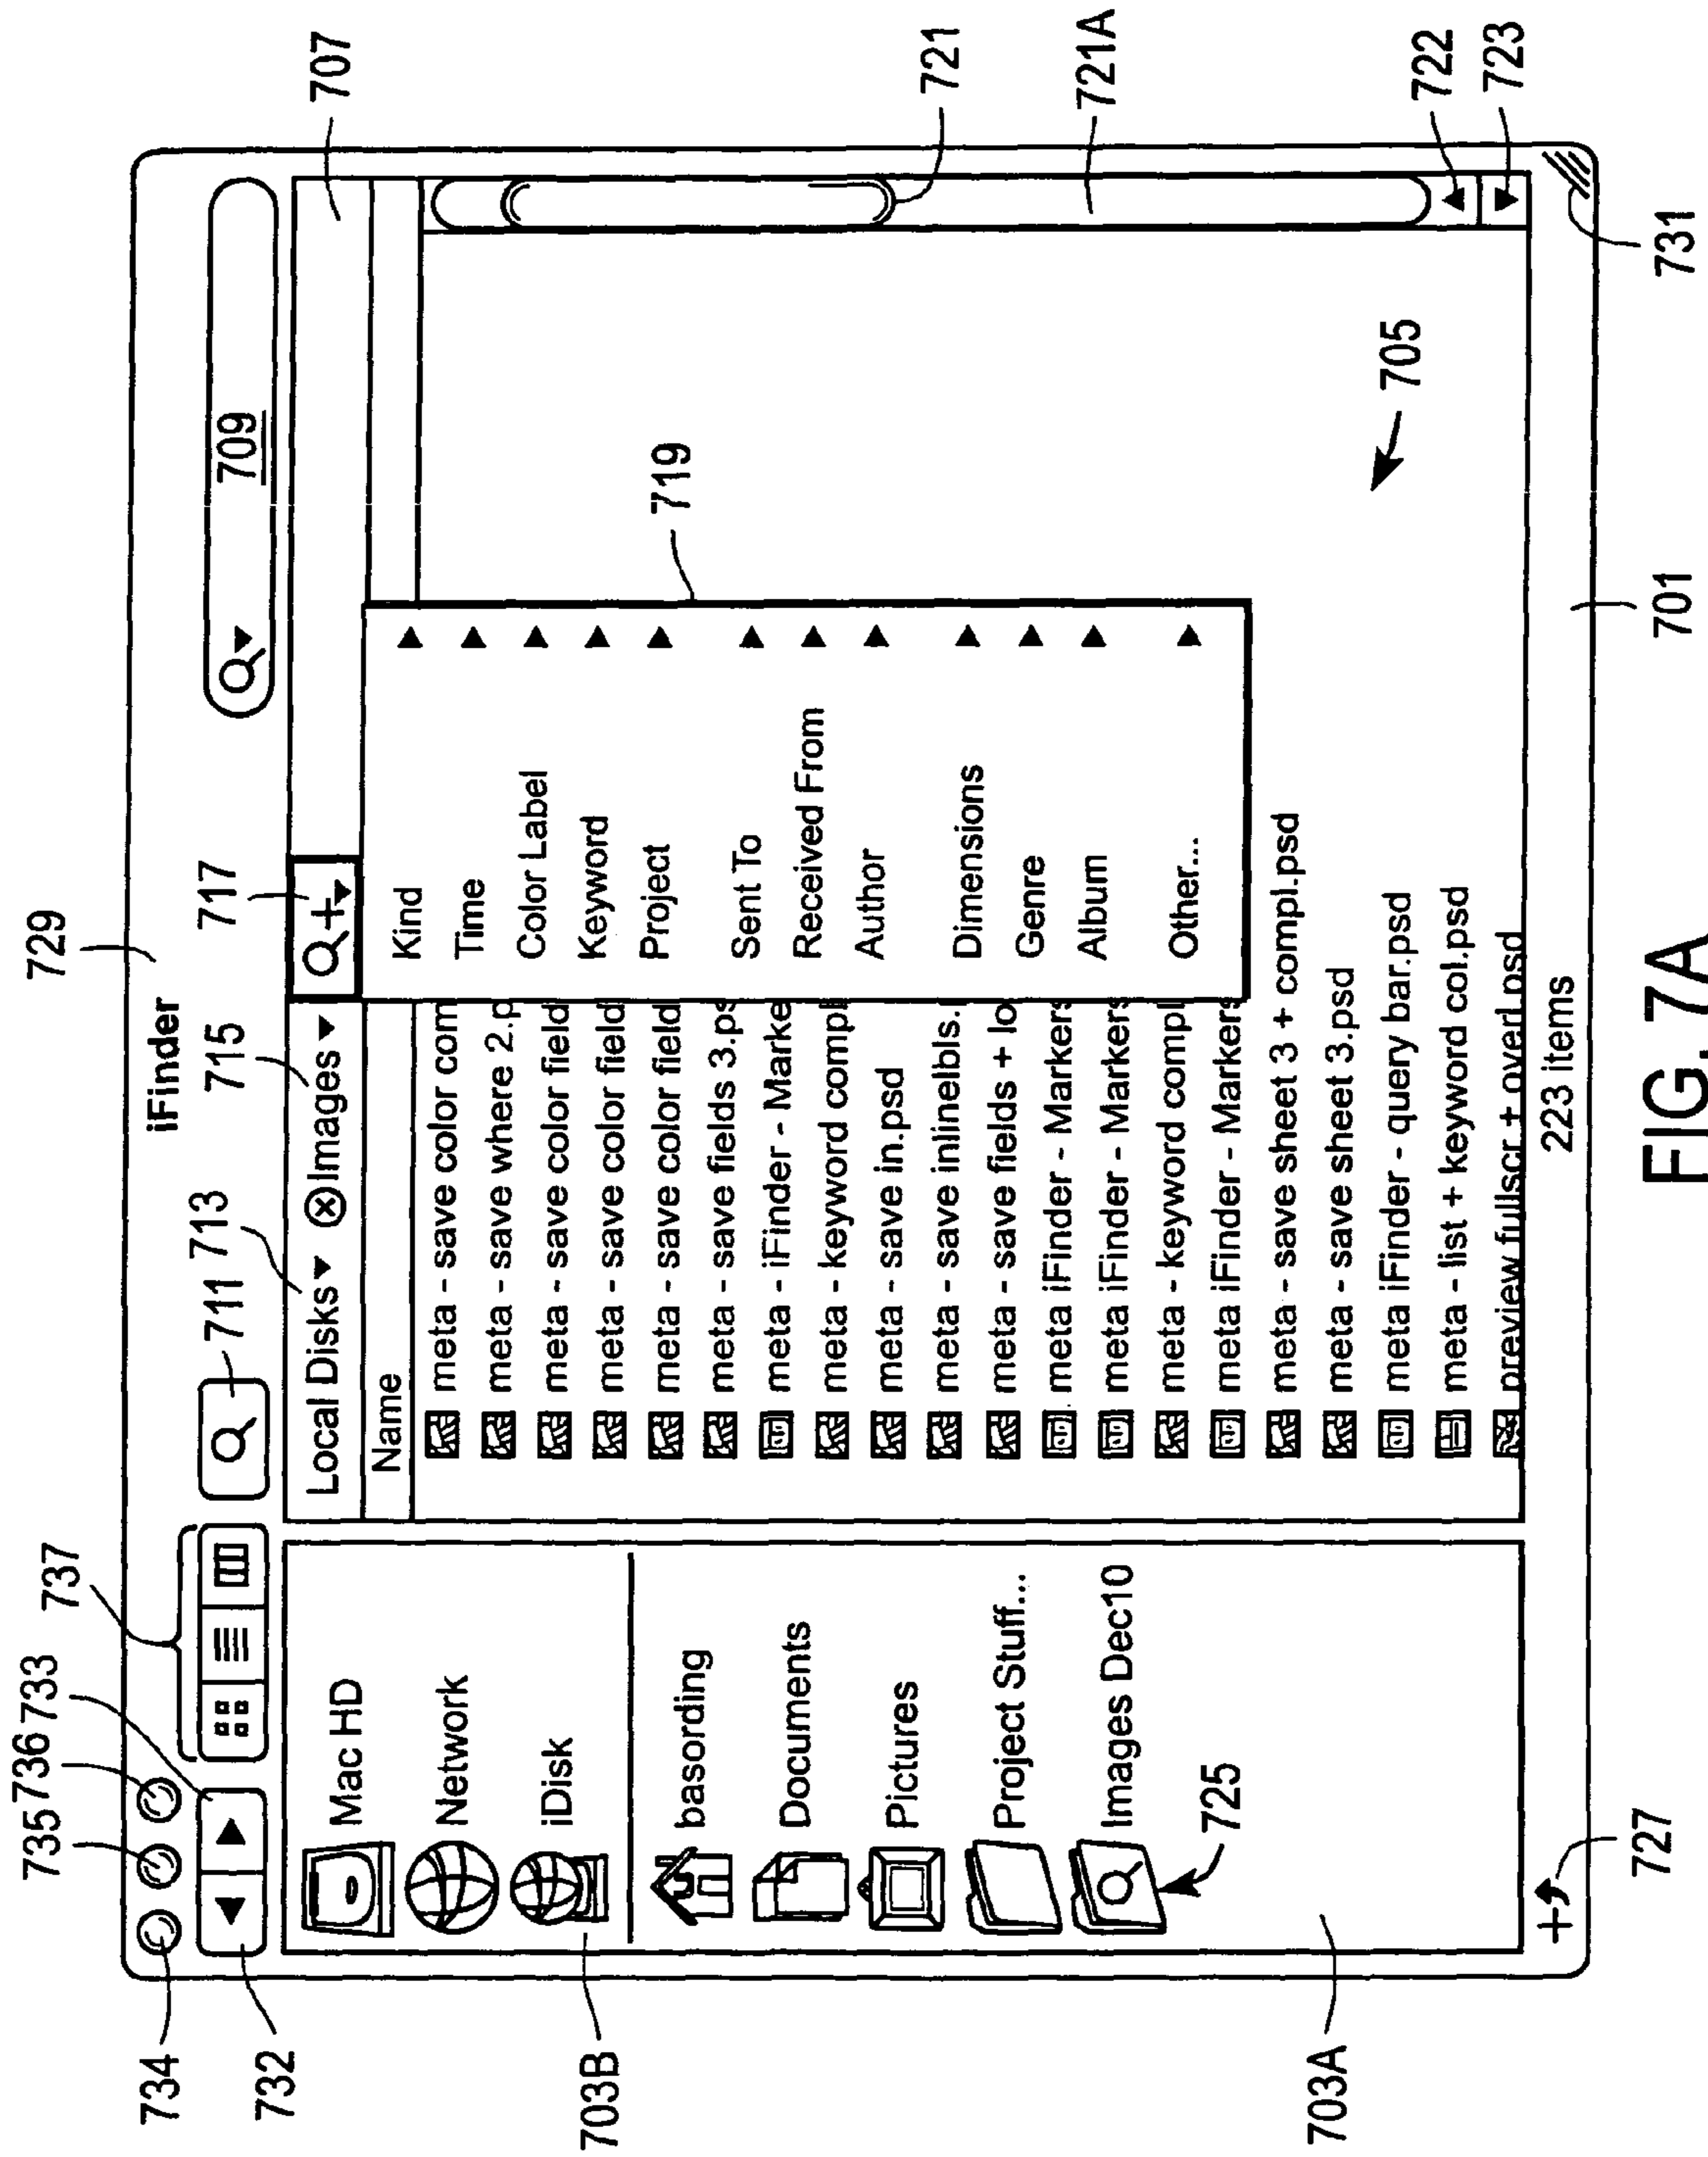 729
iFinder
734
735
736
733
737
732
711
713
715
717
709
707
Local Disks
Images
Name
Mac HD
Network
iDisk
basording
Documents
Pictures
Project Stuff...
Images Dec10
703B
725
703A
meta - save color com
meta - save where 2.p
meta - save color field
meta - save color field
meta - save color field
meta - save fields 3.ps
meta - iFinder - Marke
meta - keyword compl
meta - save in.psd
meta - save inlinelbls.
meta - save fields + lo
meta iFinder - Markers
meta iFinder - Markers
meta - keyword compl
meta iFinder - Markers
meta - save sheet 3 + compl.psd
meta - save sheet 3.psd
meta iFinder - query bar.psd
meta - list + keyword col.psd
preview fullscr + overl.psd
Kind
Time
Color Label
Keyword
Project
Sent To
Received From
Author
Dimensions
Genre
Album
Other...
719
705
721
721A
722
723
223 items
727
701
731
FIG. 7A